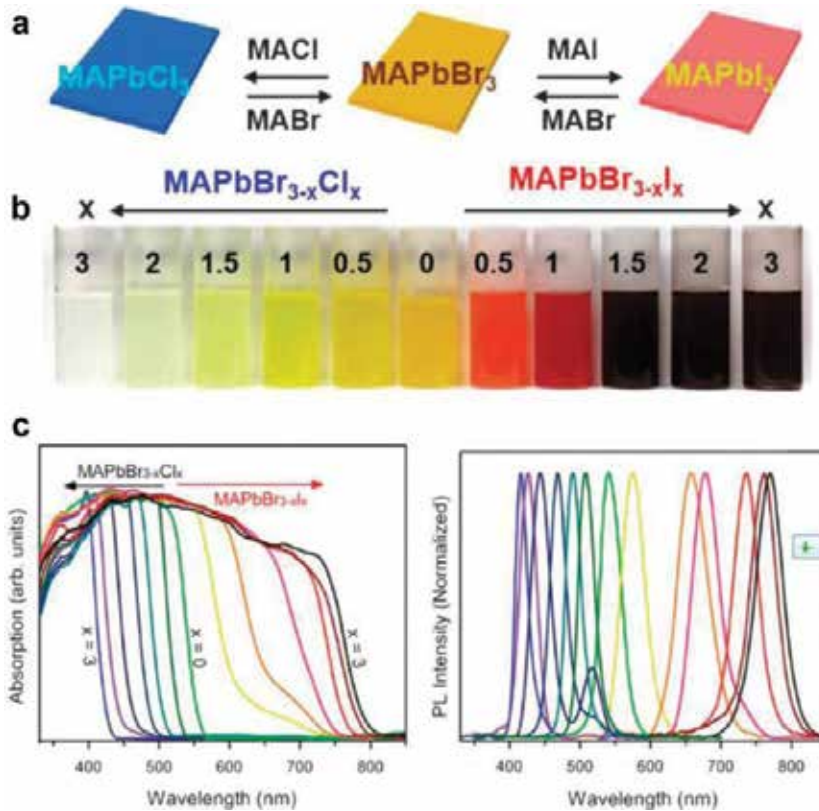 a
MACl
MAI
MAPbCl₃
MAPbBr₃
MAPbI₃
MABr
MABr
MAPbBr₃₋ₓClₓ
MAPbBr₃₋ₓIₓ
b
X
X
3 2 1.5 1 0.5 0 0.5 1 1.5 2 3
c
MAPbBr₃₋ₓClₓ
MAPbBr₃₋ₓIₓ
Absorption (arb. units)
x = 3
x = 0
x = 3
400 500 600 700 800
Wavelength (nm)
PL Intensity (Normalized)
400 500 600 700 800
Wavelength (nm)